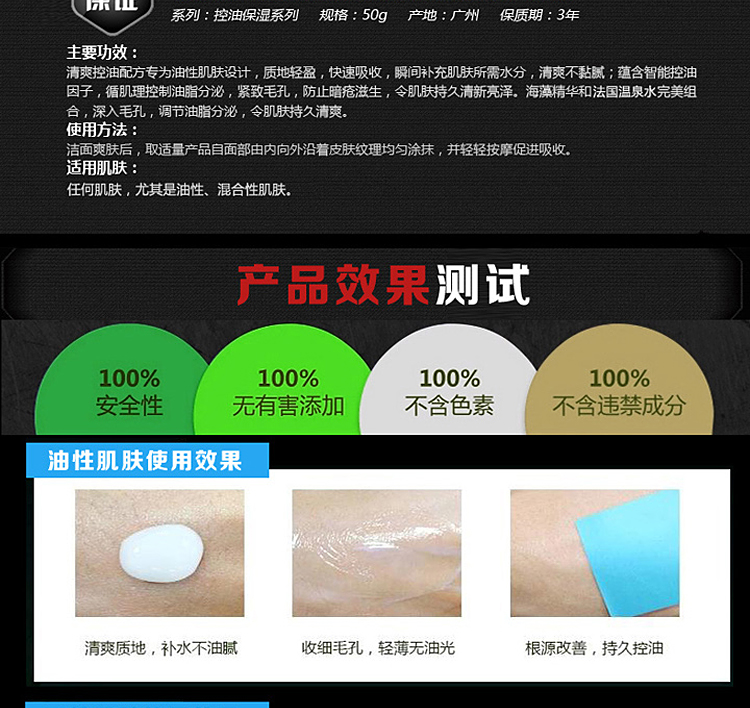 保证
系列：控油保湿系列 规格：50g 产地：广州 保质期：3年
主要功效：
清爽控油配方专为油性肌肤设计，质地轻盈，快速吸收，瞬间补充肌肤所需水分，清爽不黏腻；蕴含智能控油
因子，循肌理控制油脂分泌，紧致毛孔，防止暗疮滋生，令肌肤持久清新亮泽。海藻精华和法国温泉水完美组
合，深入毛孔，调节油脂分泌，令肌肤持久清爽。
使用方法：
洁面爽肤后，取适量产品自面部由内向外沿着皮肤纹理均匀涂抹，并轻轻按摩促进吸收。
适用肌肤：
任何肌肤，尤其是油性、混合性肌肤。
产品效果测试
100% 100% 100% 100%
安全性 无有害添加 不含色素 不含违禁成分
油性肌肤使用效果
清爽质地，补水不油腻 收细毛孔，轻薄无油光 根源改善，持久控油